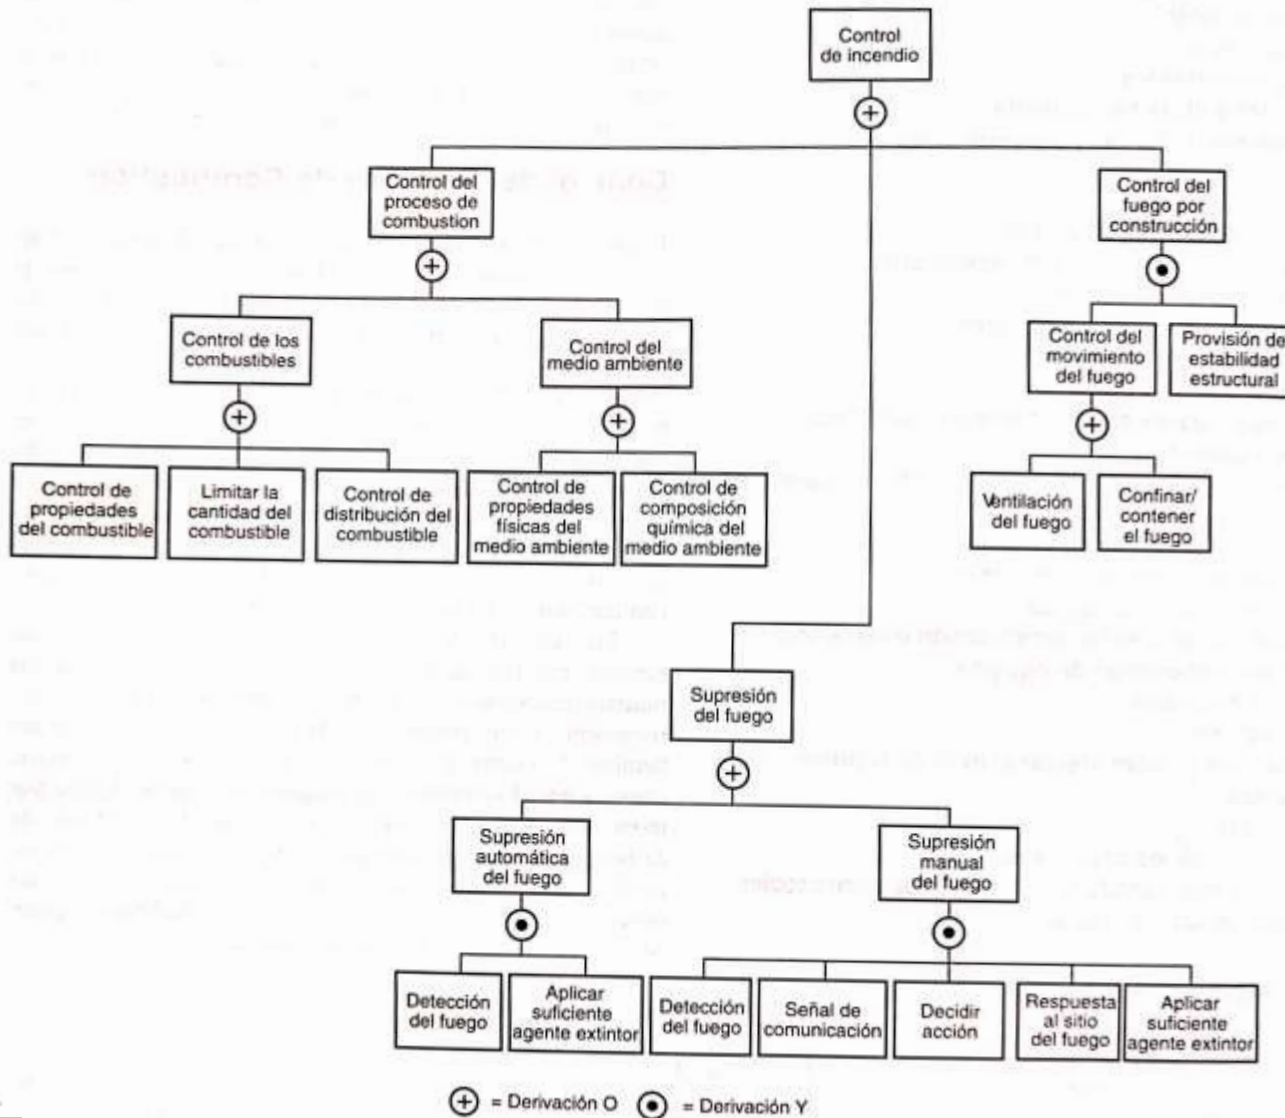 Control
de incendio
Control del
proceso de
combustion
Control del
fuego por
construcción
Control de los
combustibles
Control del
medio ambiente
Control del
movimiento
del fuego
Provisión de
estabilidad
estructural
Control de
propiedades
del combustible
Limitar la
cantidad del
combustible
Control de
distribución del
combustible
Control de
propiedades
físicas del
medio ambiente
Control de
composición
química del
medio ambiente
Ventilación
del fuego
Confinar/
contener
el fuego
Supresión
del fuego
Supresión
automática
del fuego
Supresión
manual
del fuego
Detección
del fuego
Aplicar
suficiente
agente extintor
Detección
del fuego
Señal de
comunicación
Decidir
acción
Respuesta
al sitio
del fuego
Aplicar
suficiente
agente extintor
+ = Derivación O • = Derivación Y